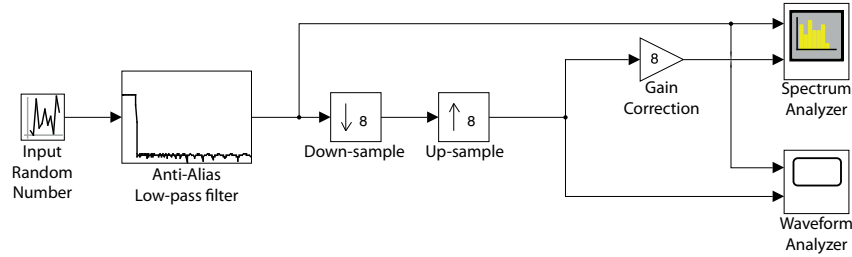 8
Gain
Correction
Spectrum
Analyzer
Input
Random
Number
Anti-Alias
Low-pass filter
↓ 8
Down-sample
↑ 8
Up-sample
Waveform
Analyzer